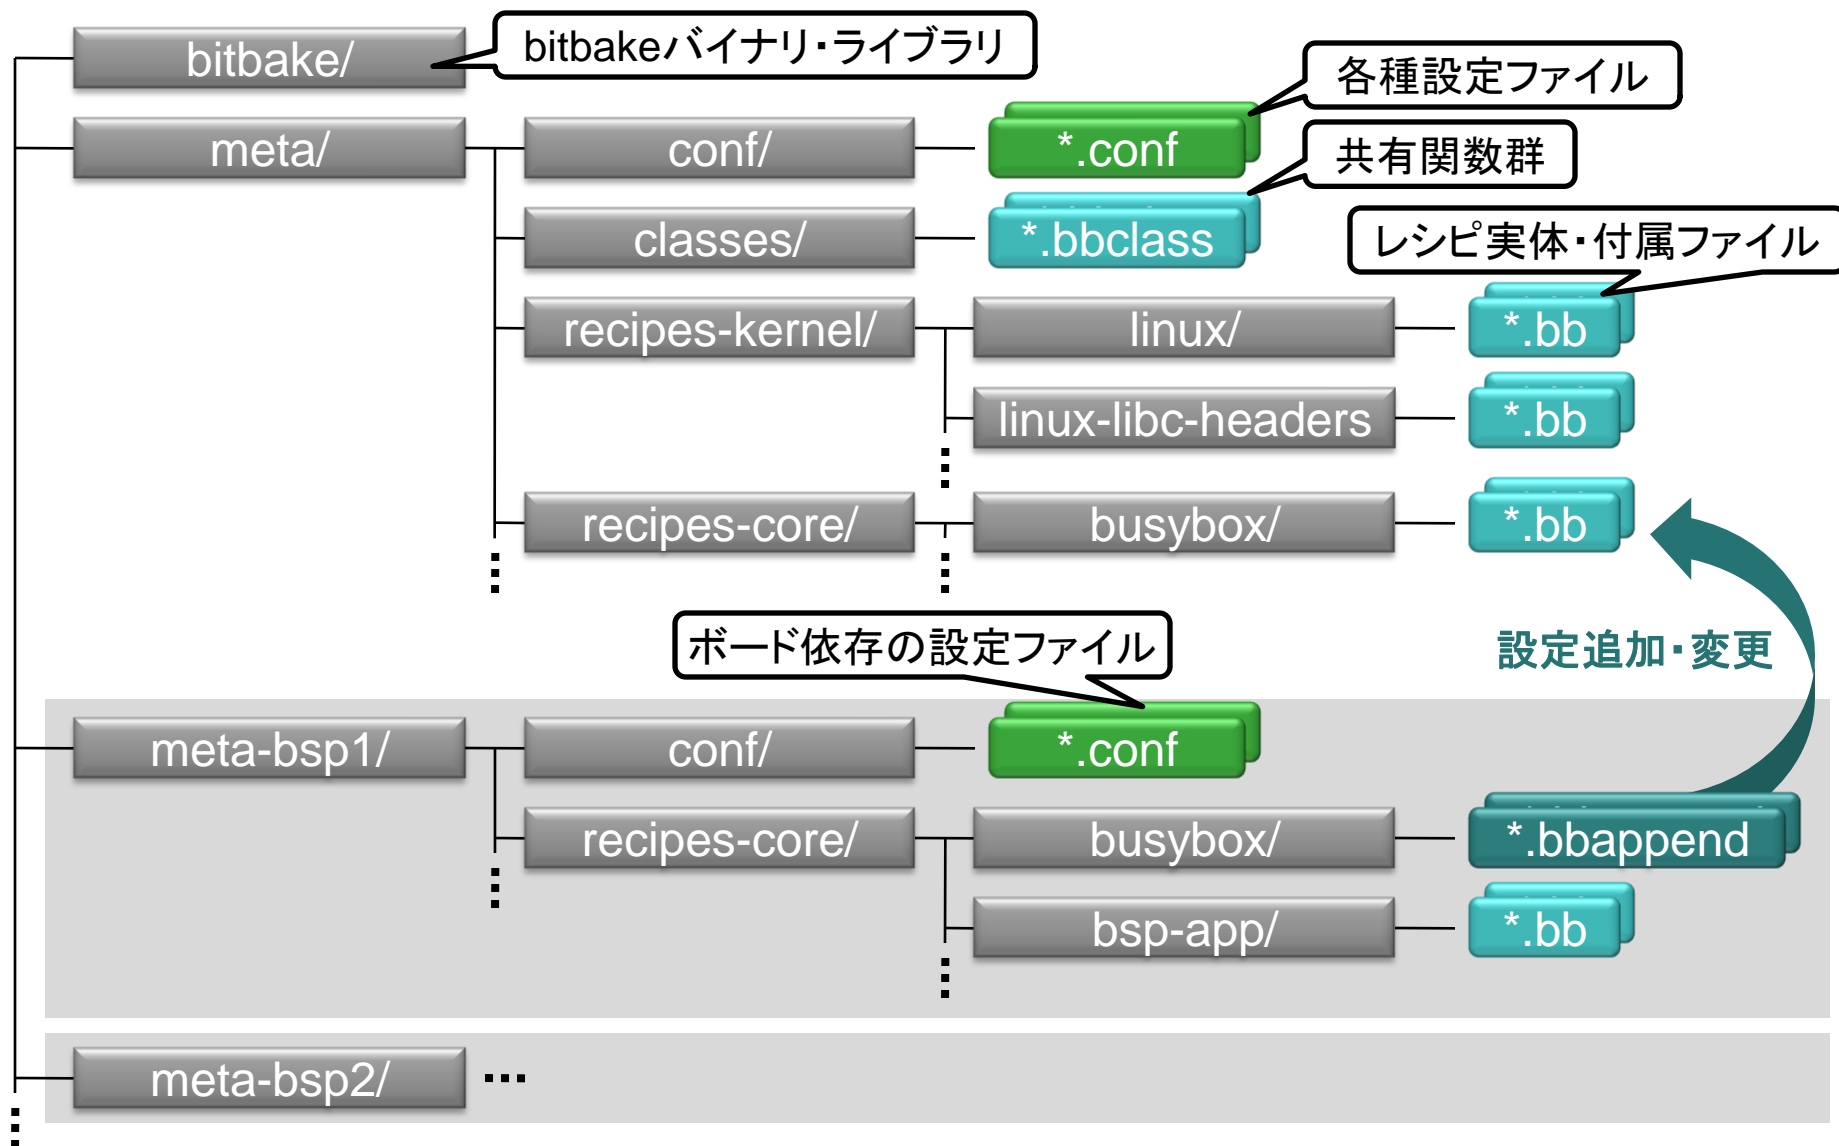 bitbake/
bitbakeバイナリ・ライブラリ
各種設定ファイル
meta/
conf/
*.conf
共有関数群
classes/
*.bbclass
レシピ実体・付属ファイル
recipes-kernel/
linux/
*.bb
linux-libc-headers
*.bb
recipes-core/
busybox/
*.bb
ボード依存の設定ファイル
設定追加・変更
meta-bsp1/
conf/
*.conf
recipes-core/
busybox/
*.bbappend
bsp-app/
*.bb
meta-bsp2/
…